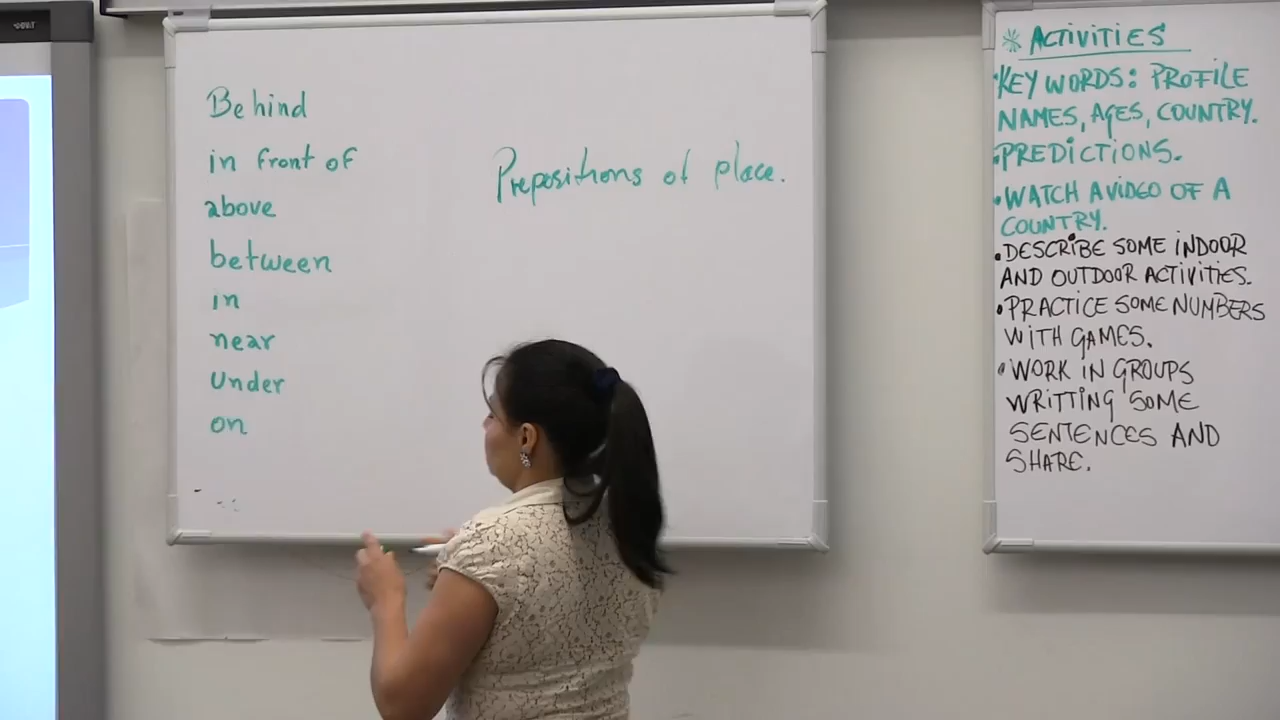 Behind
in front of
above
between
in
near
under
on
Prepositions of place.
* ACTIVITIES
•KEY WORDS: PROFILE
NAMES, AGES, COUNTRY.
•PREDICTIONS.
•WATCH A VIDEO OF A
COUNTRY.
•DESCRIBE SOME INDOOR
AND OUTDOOR ACTIVITIES.
•PRACTICE SOME NUMBERS
WITH GAMES.
•WORK IN GROUPS
WRITTING SOME
SENTENCES AND
SHARE.